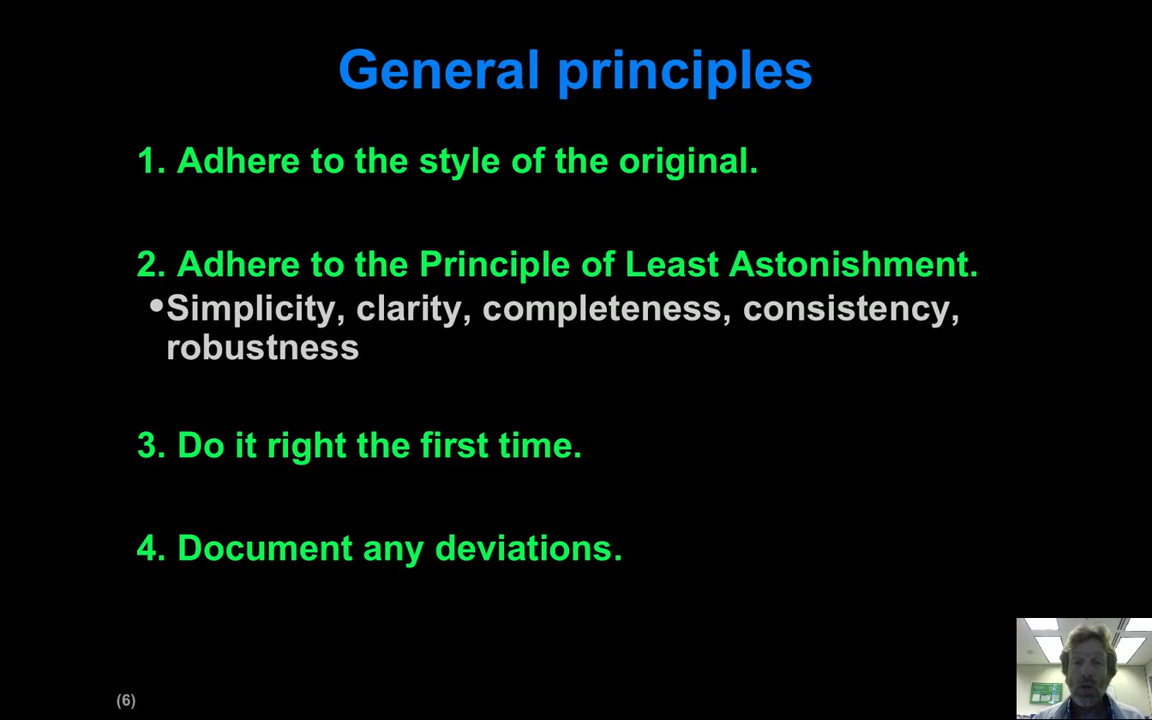 General principles
1. Adhere to the style of the original.
2. Adhere to the Principle of Least Astonishment.
•Simplicity, clarity, completeness, consistency,
robustness
3. Do it right the first time.
4. Document any deviations.
(6)